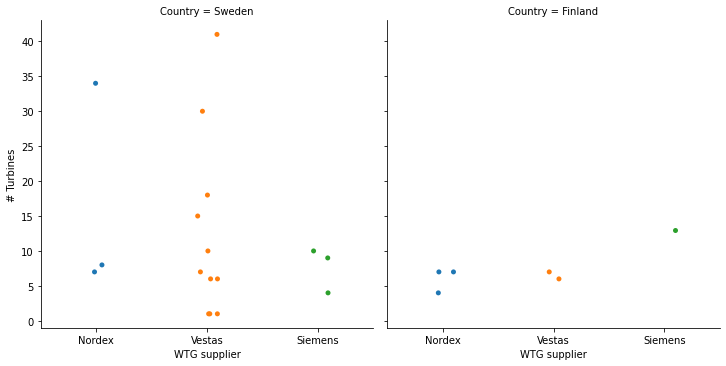 Country = Sweden
Country = Finland
# Turbines
40
35
30
25
20
15
10
5
0
Nordex
Vestas
Siemens
WTG supplier
Nordex
Vestas
Siemens
WTG supplier